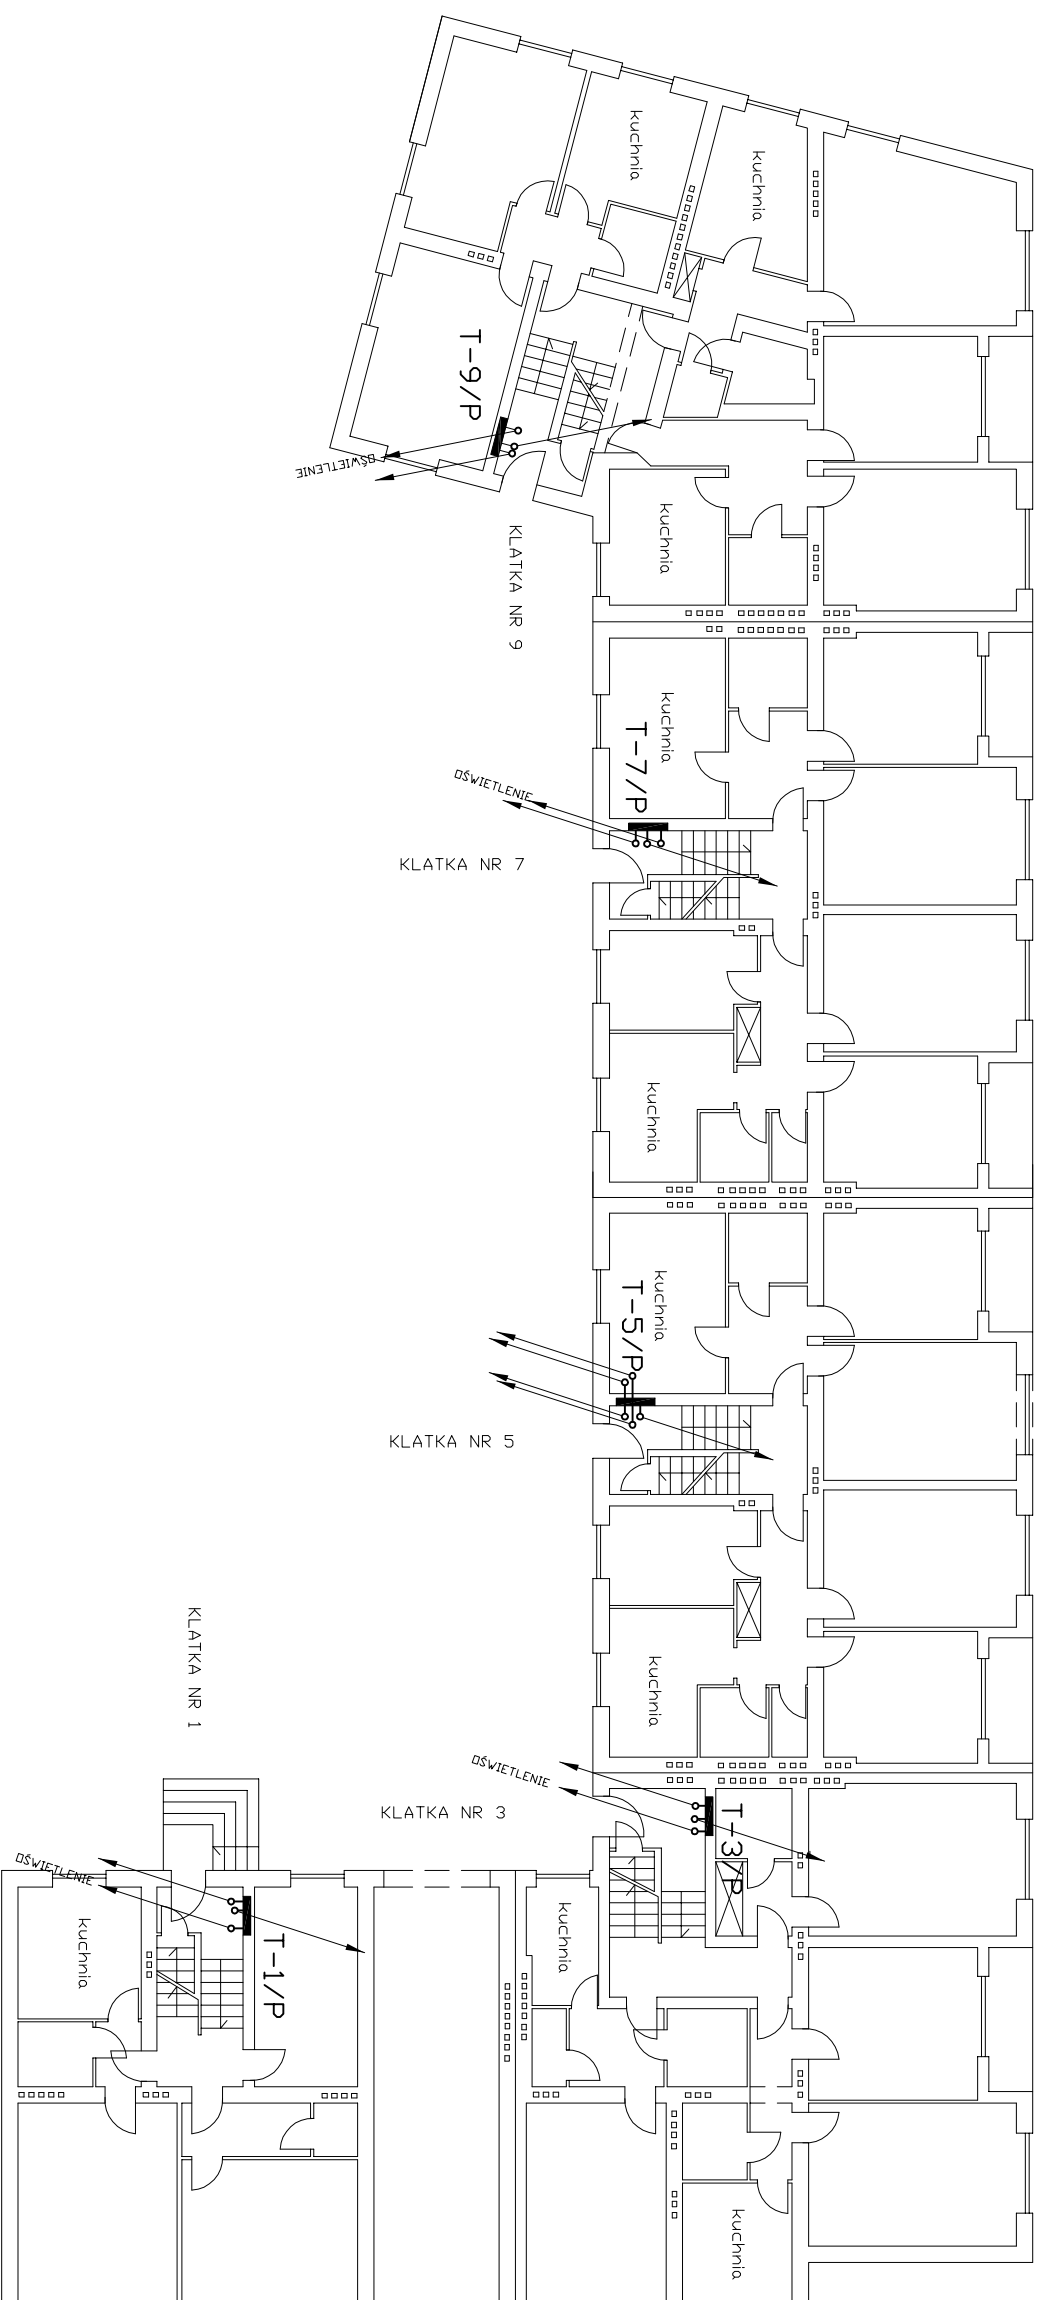 kuchnia
kuchnia
T-9/P
OŚWIETLENIE
kuchnia
KLATKA NR 9
kuchnia
T-7/P
OŚWIETLENIE
KLATKA NR 7
kuchnia
kuchnia
T-5/P
KLATKA NR 5
KLATKA NR 1
kuchnia
OŚWIETLENIE
KLATKA NR 3
T-3/P
OŚWIETLENIE
kuchnia
kuchnia
T-1/P
kuchnia